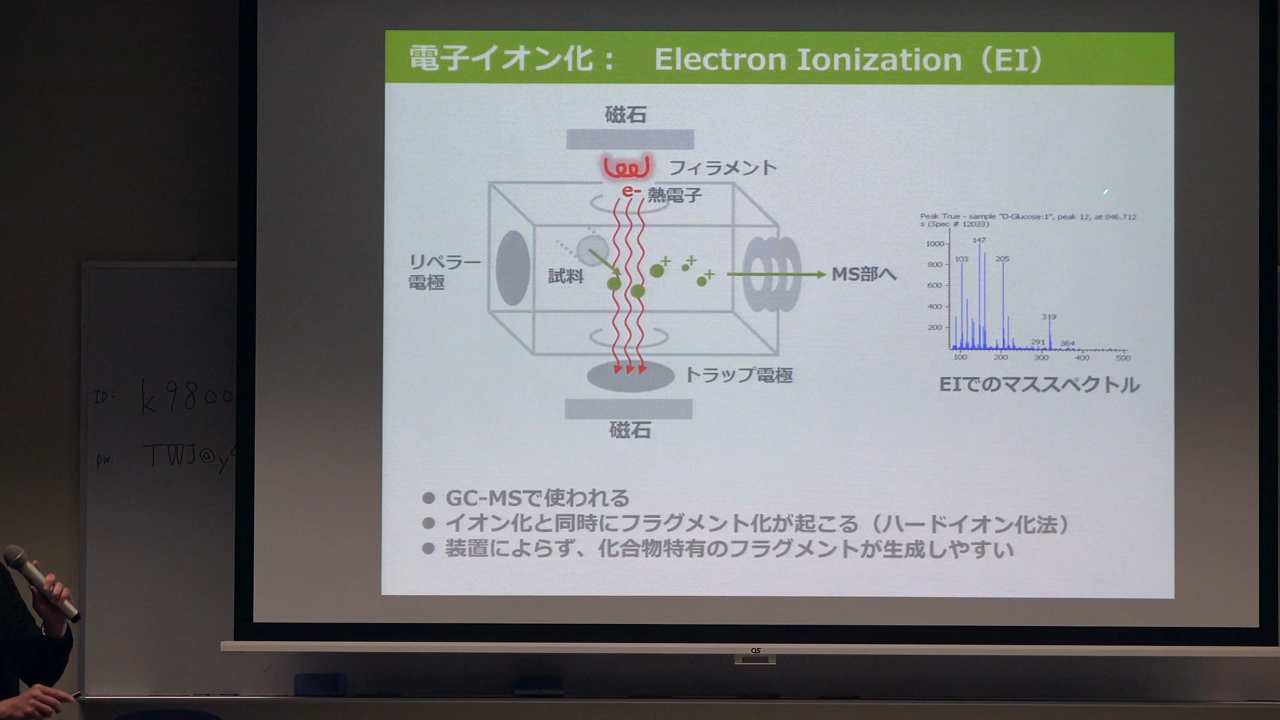 電子イオン化： Electron Ionization（EI）
磁石
フィラメント
e- 熱電子
リペラー
電極
試料
+
+
+
MS部へ
トラップ電極
磁石
Peak True - sample "D-Glucose:1", peak 12, at 846.712
s (Spec # 12033)
1000
800
600
400
200
103
147
205
291
319
364
100
200
300
400
500
EIでのマススペクトル
● GC-MSで使われる
● イオン化と同時にフラグメント化が起こる（ハードイオン化法）
● 装置によらず、化合物特有のフラグメントが生成しやすい
ID: k9800
pw: TWJ@y
OS